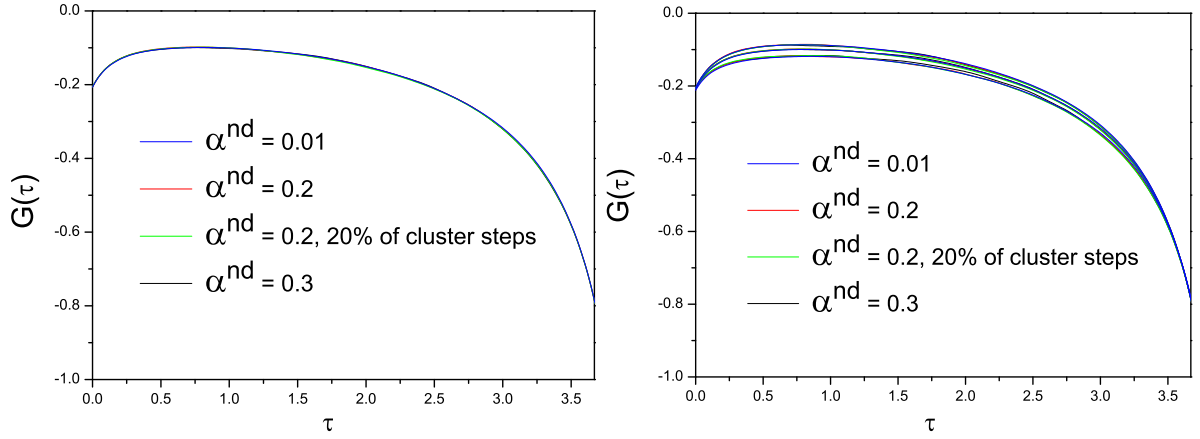 0.0
-0.2
-0.4
-0.6
-0.8
-1.0
G(τ)
α^nd = 0.01
α^nd = 0.2
α^nd = 0.2, 20% of cluster steps
α^nd = 0.3
0.0 0.5 1.0 1.5 2.0 2.5 3.0 3.5
τ
0.0
-0.2
-0.4
-0.6
-0.8
-1.0
G(τ)
α^nd = 0.01
α^nd = 0.2
α^nd = 0.2, 20% of cluster steps
α^nd = 0.3
0.0 0.5 1.0 1.5 2.0 2.5 3.0 3.5
τ